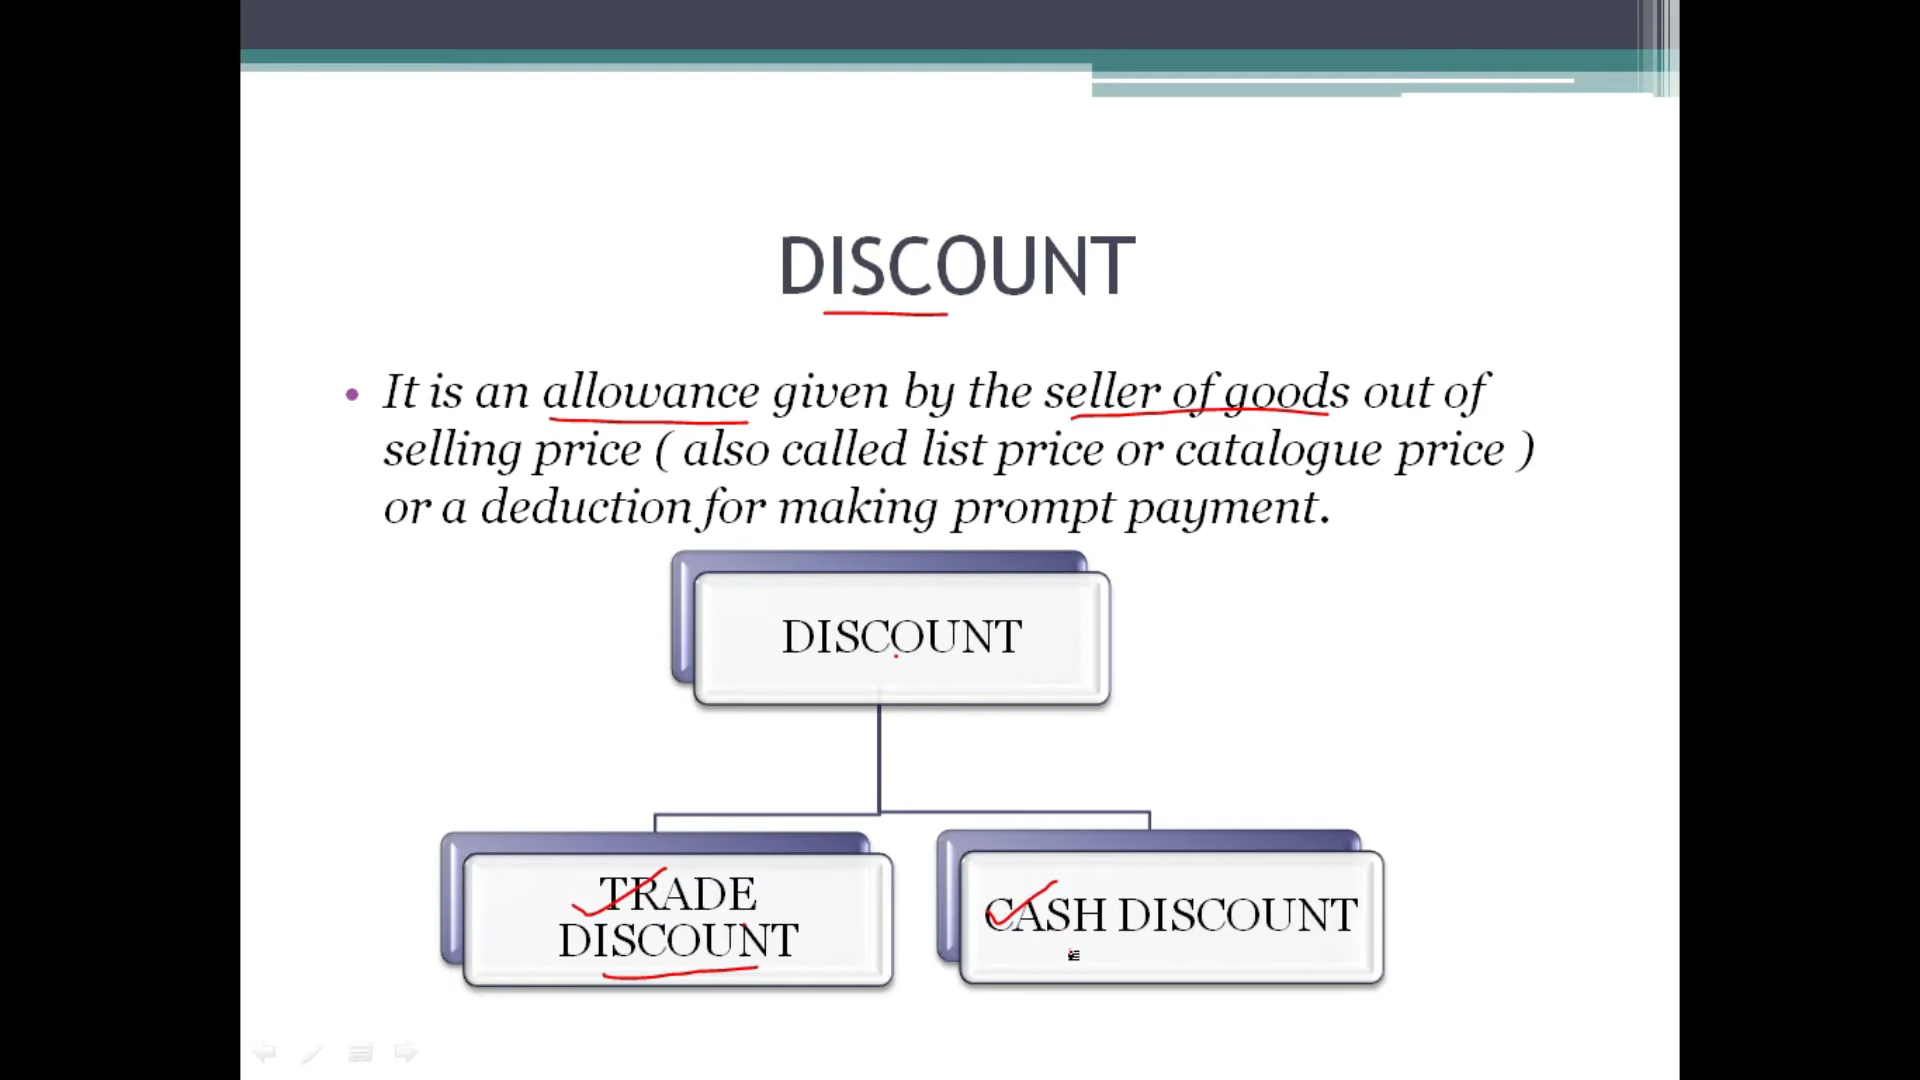 DISCOUNT
• It is an allowance given by the seller of goods out of
selling price ( also called list price or catalogue price )
or a deduction for making prompt payment.
DISCOUNT
TRADE
DISCOUNT
CASH DISCOUNT